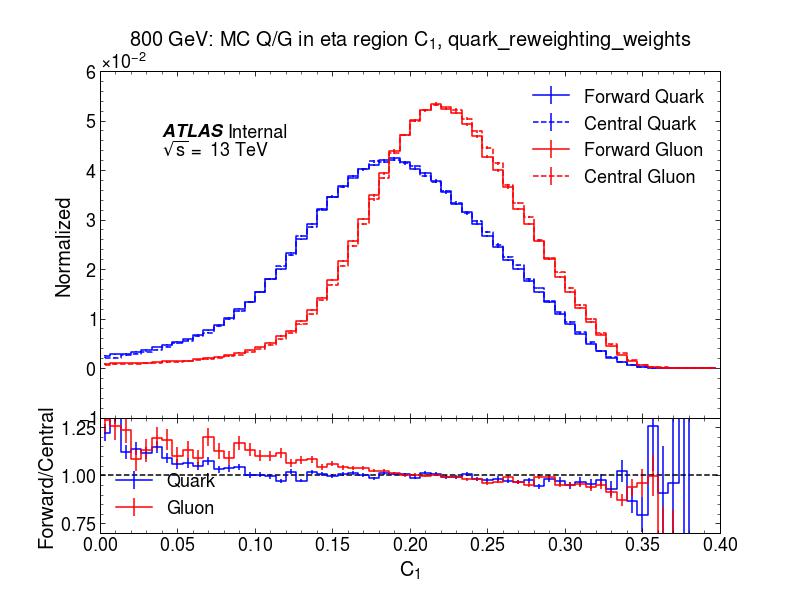 800 GeV: MC Q/G in eta region C₁, quark_reweighting_weights
×10⁻²
6
5
4
3
2
1
0
−1
Normalized
ATLAS Internal
√s = 13 TeV
Forward Quark
Central Quark
Forward Gluon
Central Gluon
1.25
1.00
0.75
Forward/Central
Quark
Gluon
0.00 0.05 0.10 0.15 0.20 0.25 0.30 0.35 0.40
C₁